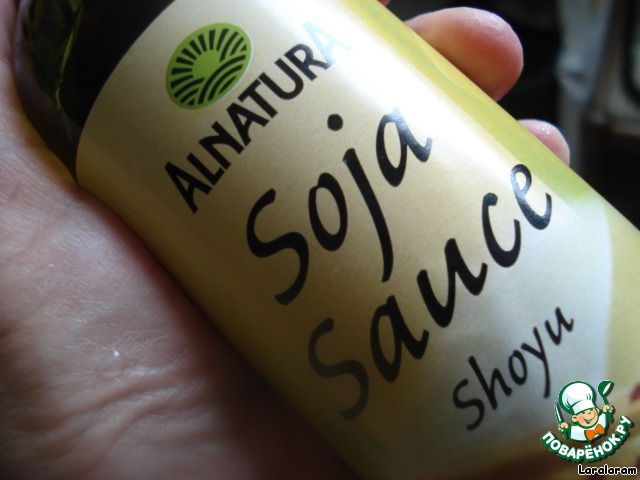 ALNATURA
Soja
Sauce
Shoyu
ПОВАРЁНОК.РУ
Laralaram